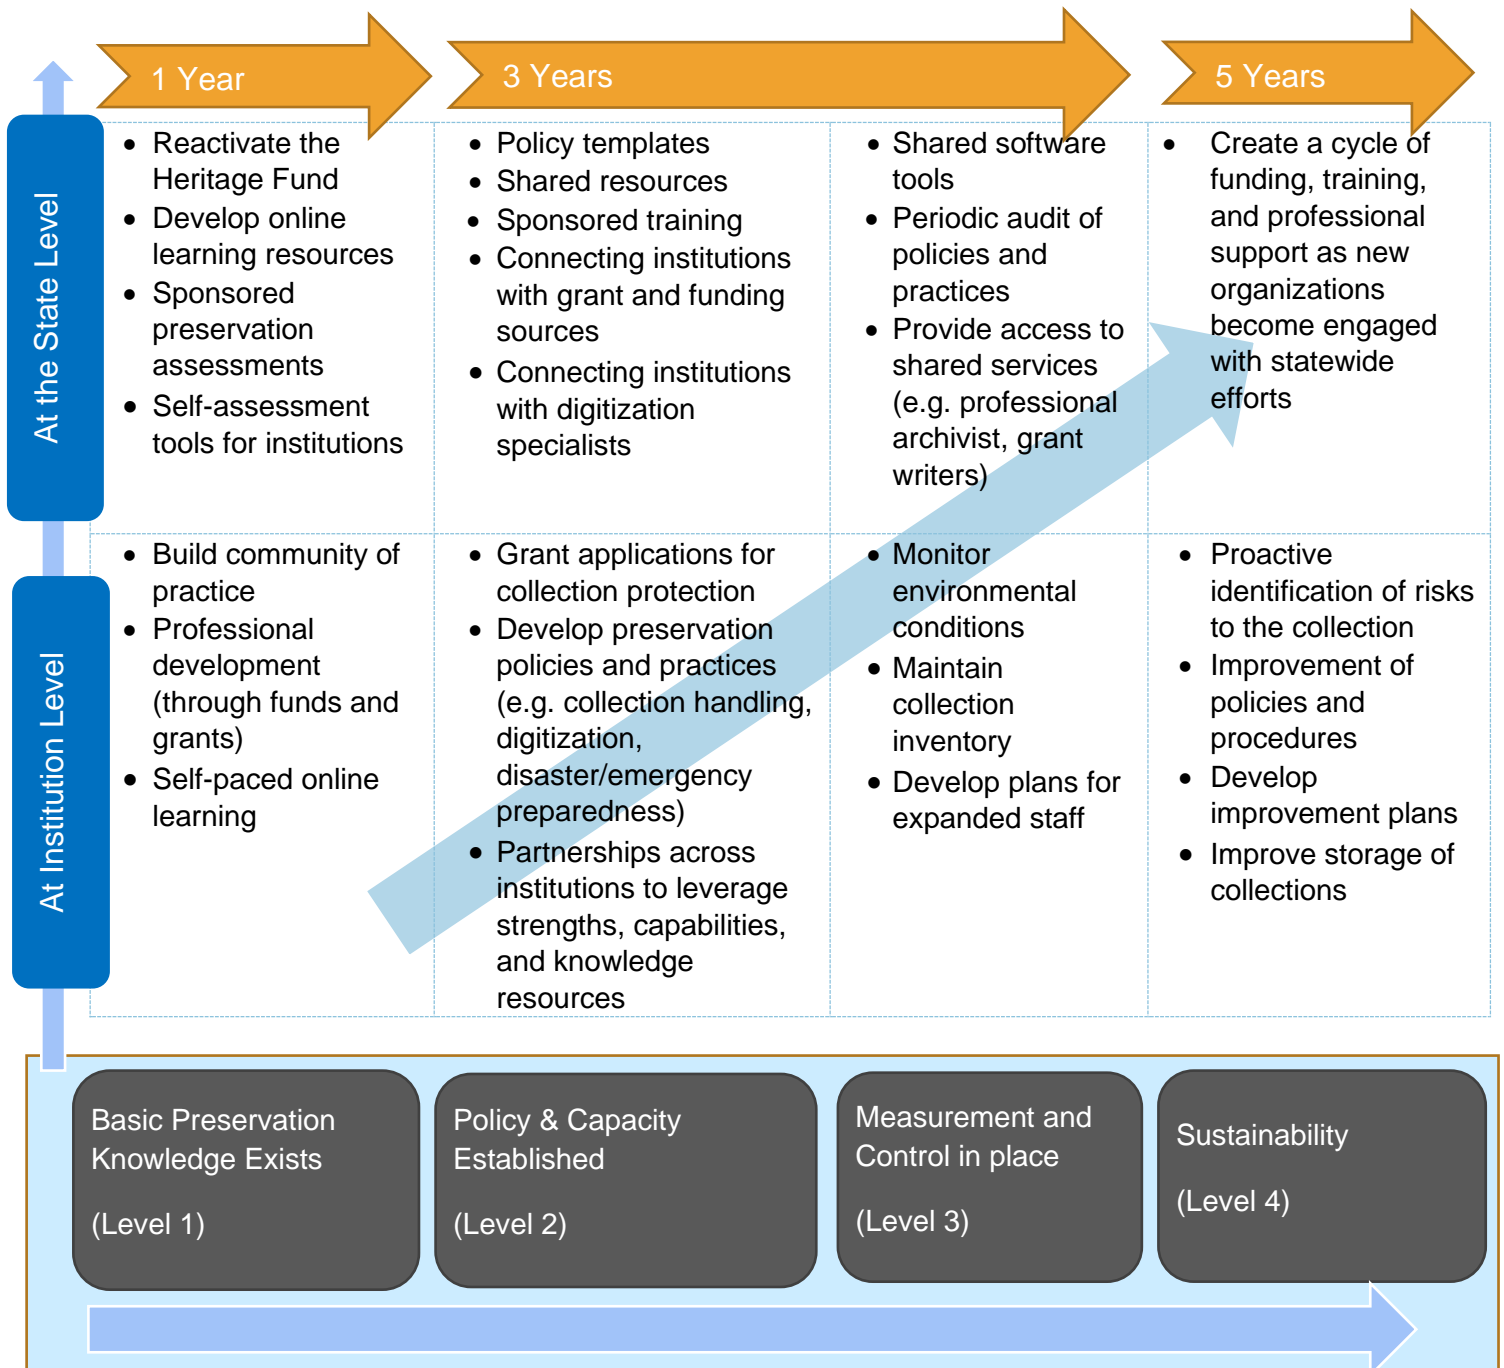 1 Year
3 Years
5 Years
At the State Level
• Reactivate the
Heritage Fund
• Develop online
learning resources
• Sponsored
preservation
assessments
• Self-assessment
tools for institutions
• Policy templates
• Shared resources
• Sponsored training
• Connecting institutions
with grant and funding
sources
• Connecting institutions
with digitization
specialists
• Shared software
tools
• Periodic audit of
policies and
practices
• Provide access to
shared services
(e.g. professional
archivist, grant
writers)
• Create a cycle of
funding, training,
and professional
support as new
organizations
become engaged
with statewide
efforts
At Institution Level
• Build community of
practice
• Professional
development
(through funds and
grants)
• Self-paced online
learning
• Grant applications for
collection protection
• Develop preservation
policies and practices
(e.g. collection handling,
digitization,
disaster/emergency
preparedness)
• Partnerships across
institutions to leverage
strengths, capabilities,
and knowledge
resources
• Monitor
environmental
conditions
• Maintain
collection
inventory
• Develop plans for
expanded staff
• Proactive
identification of risks
to the collection
• Improvement of
policies and
procedures
• Develop
improvement plans
• Improve storage of
collections
Basic Preservation
Knowledge Exists
(Level 1)
Policy & Capacity
Established
(Level 2)
Measurement and
Control in place
(Level 3)
Sustainability
(Level 4)